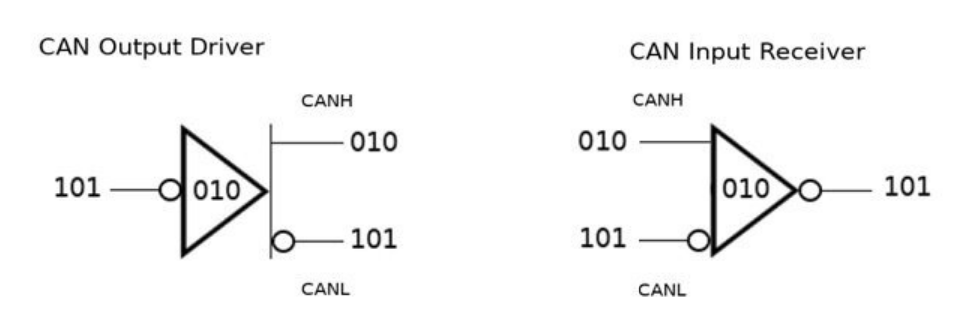 CAN Output Driver
CANH
101
010
010
101
CANL
CAN Input Receiver
CANH
010
010
101
101
CANL